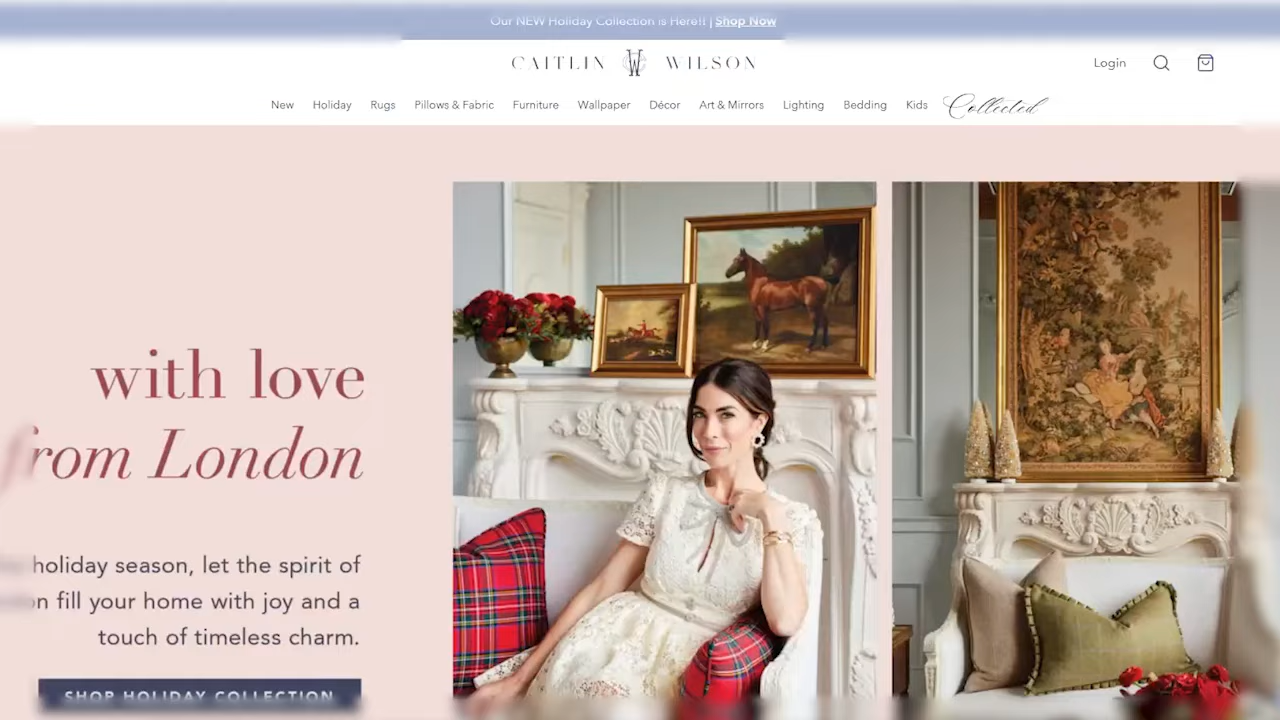 Our NEW Holiday Collection is Here!! | Shop Now
CAITLIN CW WILSON
Login
New Holiday Rugs Pillows & Fabric Furniture Wallpaper Décor Art & Mirrors Lighting Bedding Kids Collected
with love
from London
holiday season, let the spirit of
fill your home with joy and a
touch of timeless charm.
SHOP HOLIDAY COLLECTION